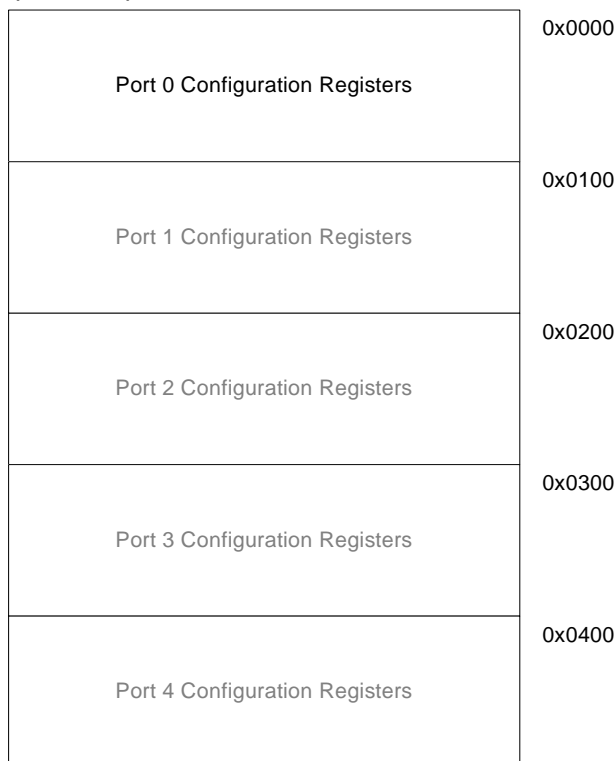 0x0000
Port 0 Configuration Registers
0x0100
Port 1 Configuration Registers
0x0200
Port 2 Configuration Registers
0x0300
Port 3 Configuration Registers
0x0400
Port 4 Configuration Registers